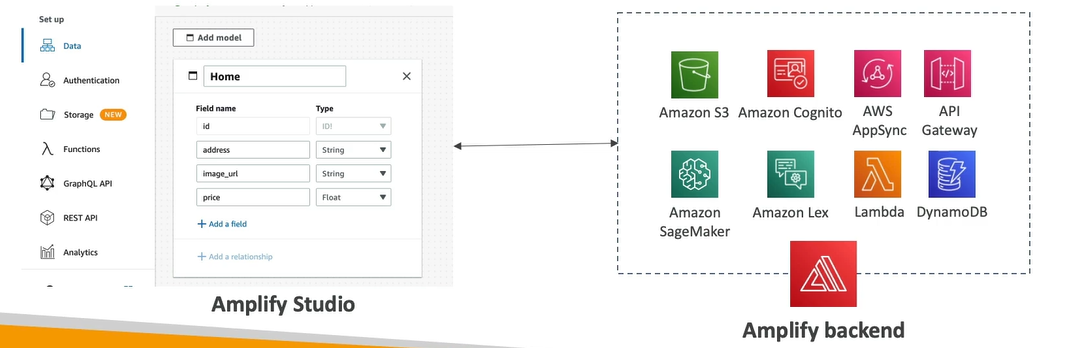 Set up
Data
Authentication
Storage NEW
Functions
GraphQL API
REST API
Analytics
Add model
Home
Field name Type
id ID!
address String
image_url String
price Float
+ Add a field
+ Add a relationship
Amplify Studio
Amazon S3
Amazon Cognito
AWS
AppSync
API
Gateway
Amazon
SageMaker
Amazon Lex
Lambda
DynamoDB
Amplify backend